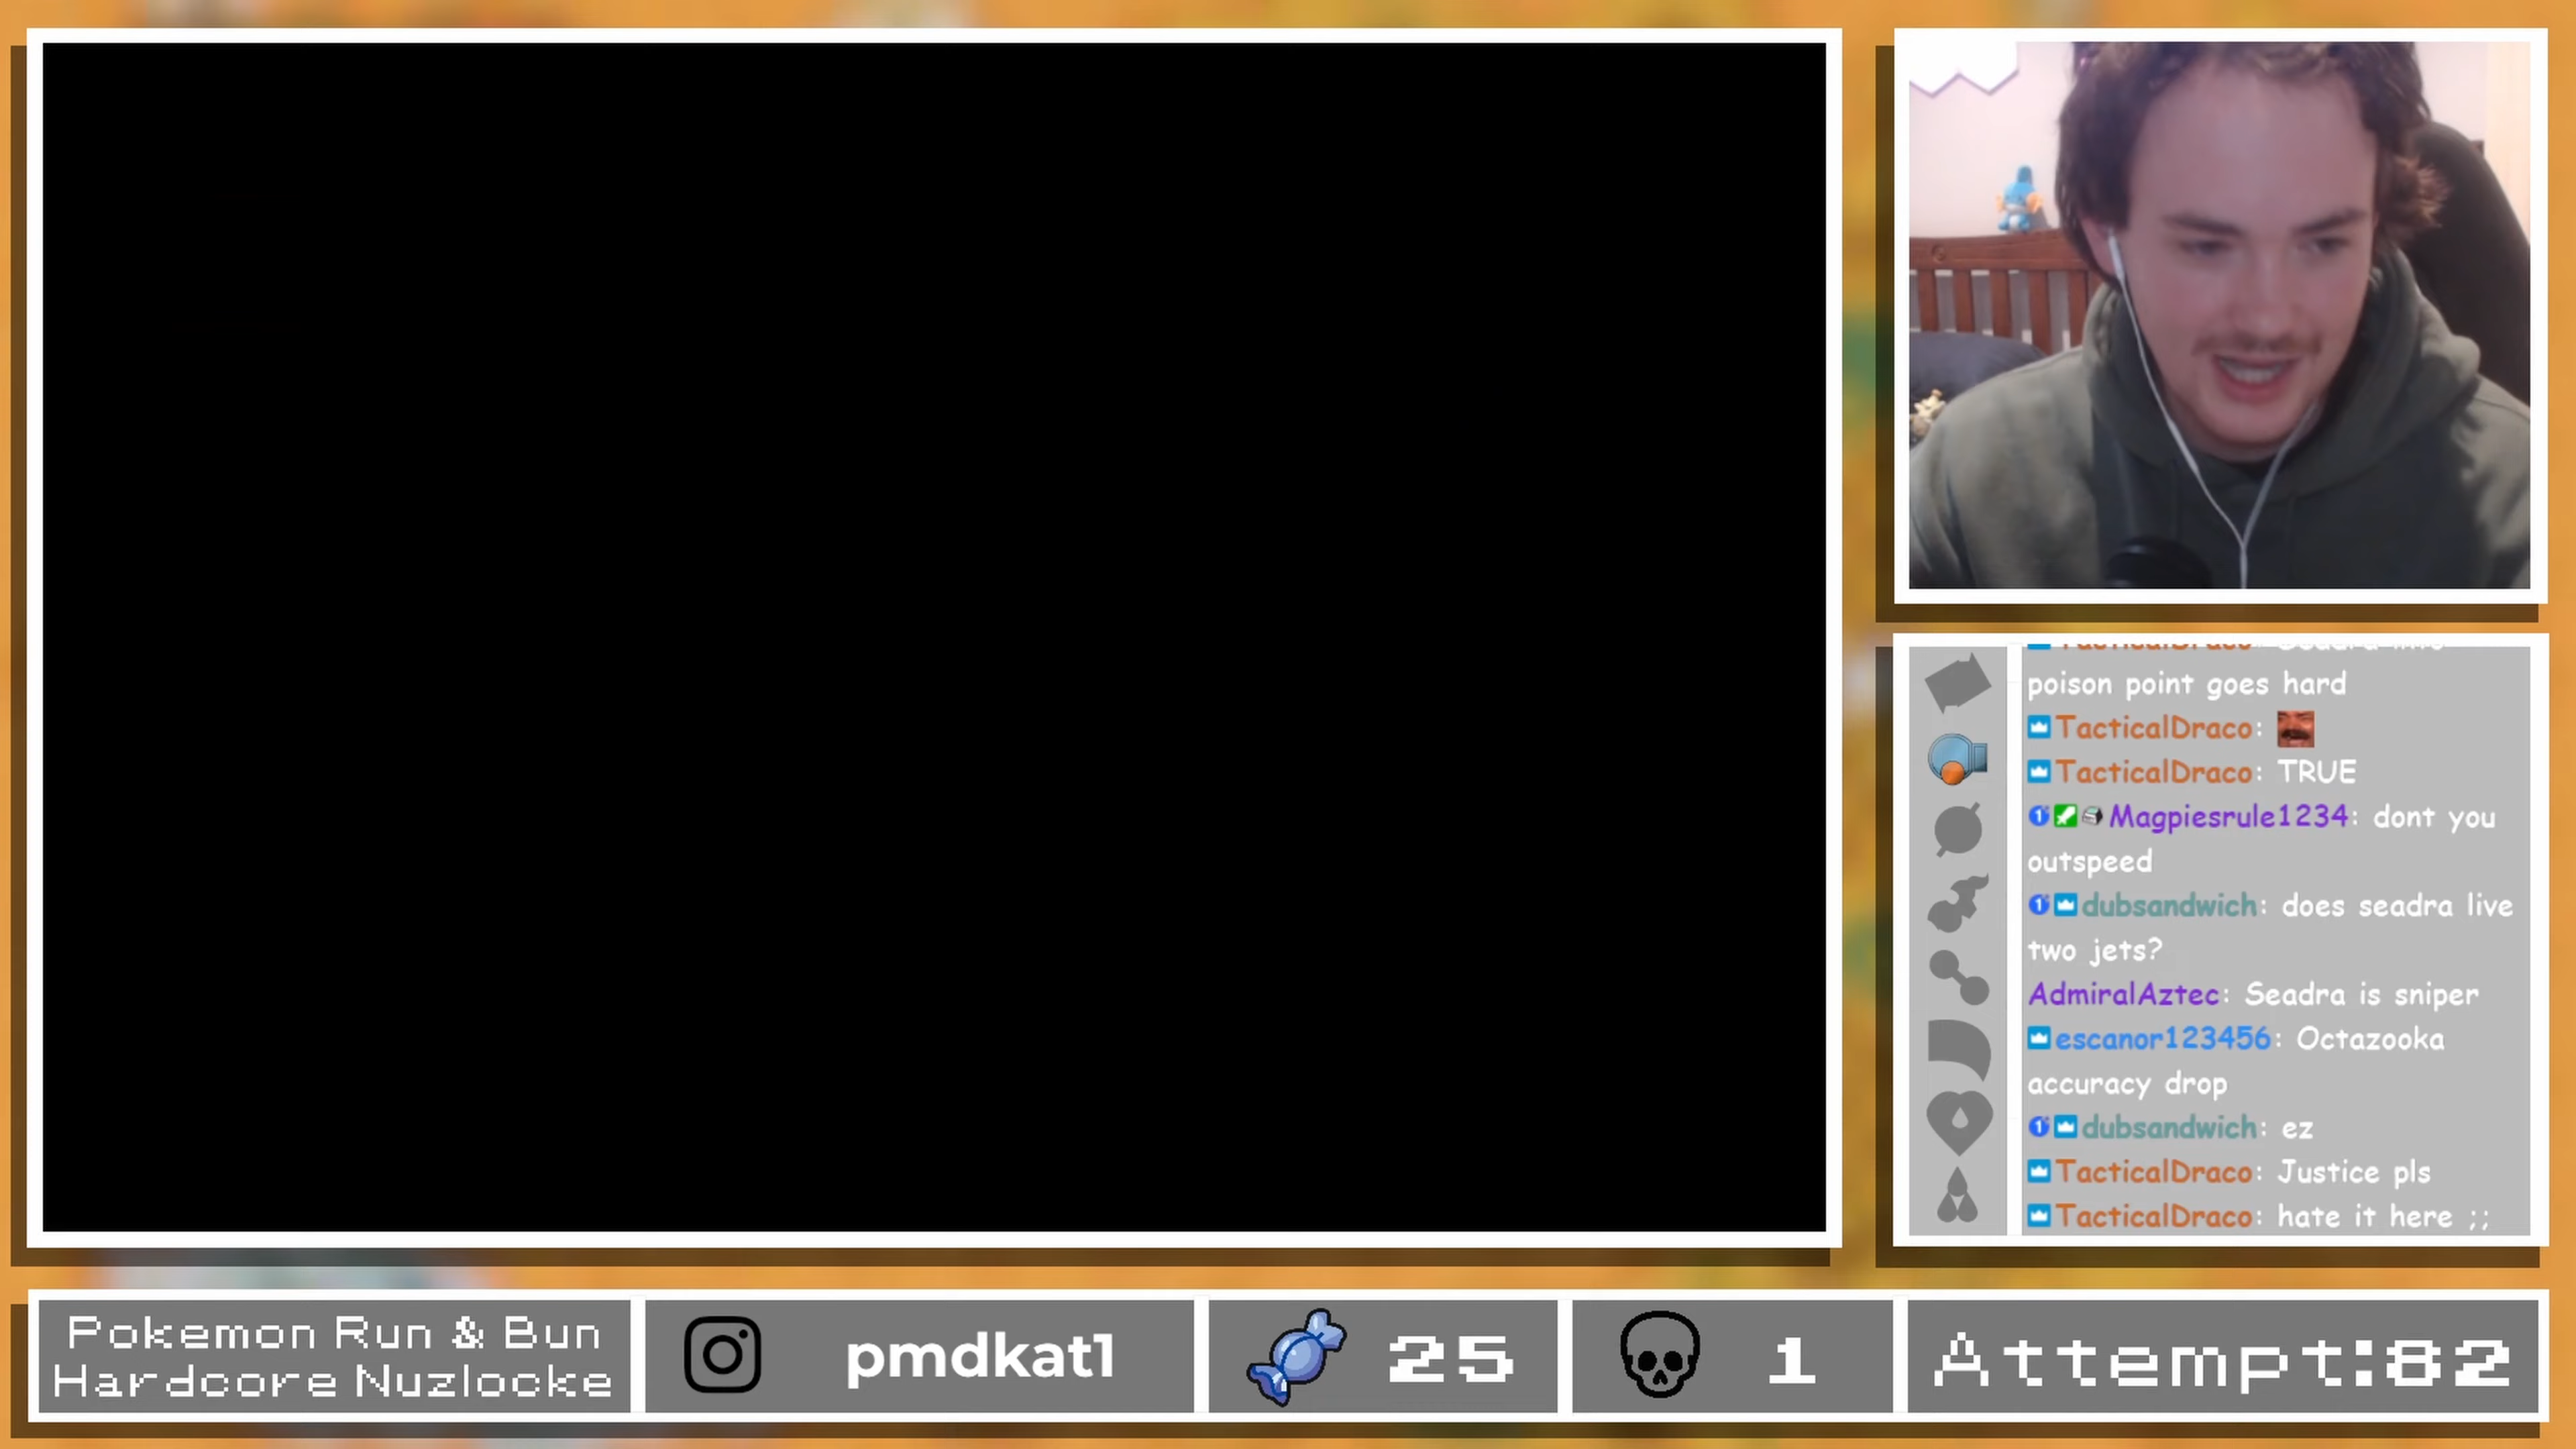 poison point goes hard
TacticalDraco:
TacticalDraco: TRUE
Magpiesrule1234: dont you
outspeed
dubsandwich: does seadra live
two jets?
AdmiralAztec: Seadra is sniper
escanor123456: Octazooka
accuracy drop
dubsandwich: ez
TacticalDraco: Justice pls
TacticalDraco: hate it here ;;
Pokemon Run & Bun
Hardcore Nuzlocke
pmdkat1
25
1
Attempt:82